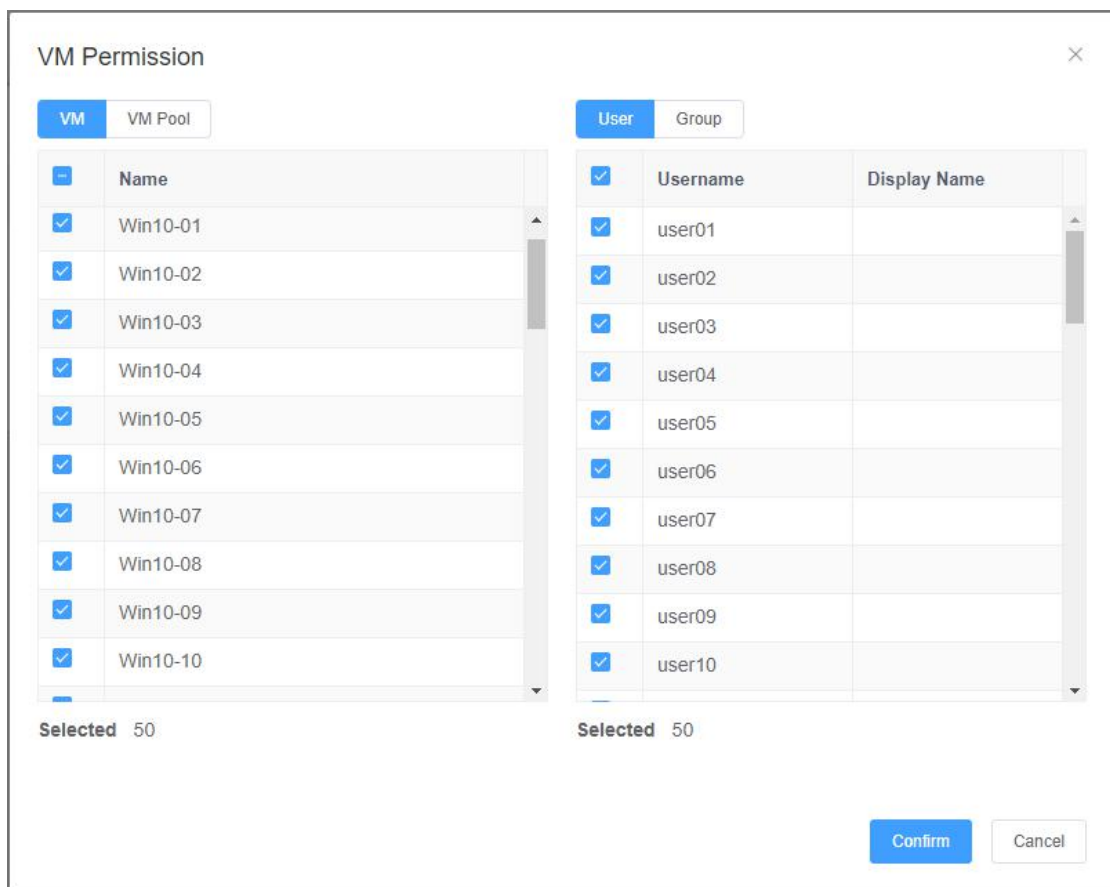 VM Permission
VM VM Pool
Name
Win10-01
Win10-02
Win10-03
Win10-04
Win10-05
Win10-06
Win10-07
Win10-08
Win10-09
Win10-10
Selected 50
User Group
Username Display Name
user01
user02
user03
user04
user05
user06
user07
user08
user09
user10
Selected 50
Confirm Cancel